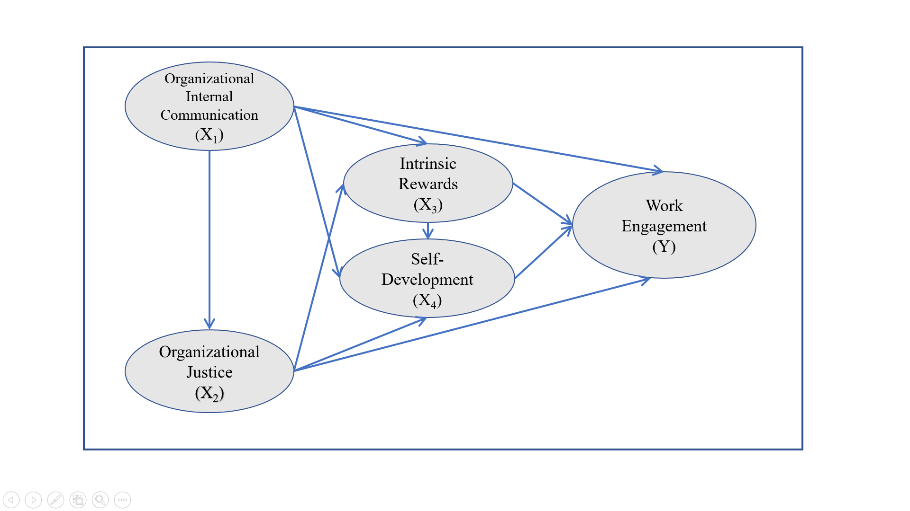 Organizational
Internal
Communication
(X₁)
Intrinsic
Rewards
(X₃)
Work
Engagement
(Y)
Self-
Development
(X₄)
Organizational
Justice
(X₂)